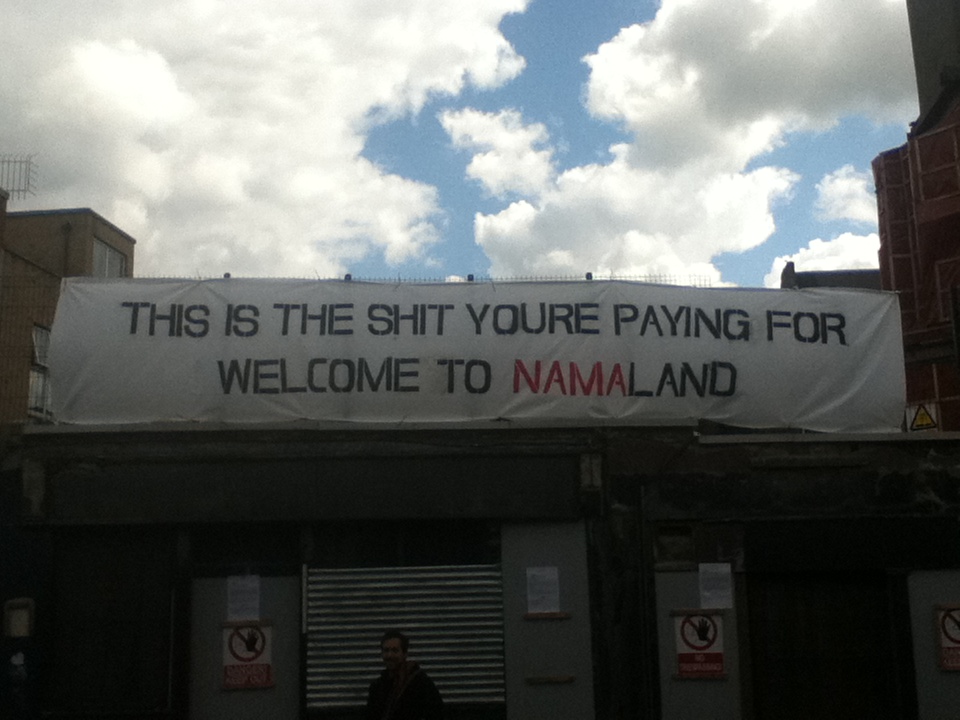 THIS IS THE SHIT YOURE PAYING FOR
WELCOME TO NAMALAND